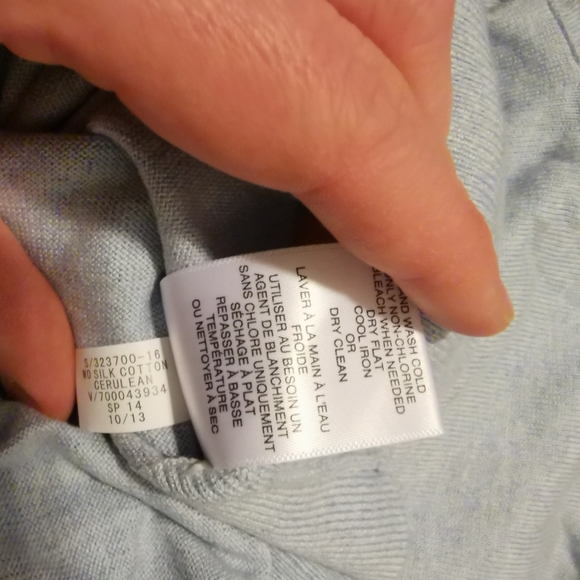 S/323700-16
MD SILK COTTON
CERULEAN
V/700043934
SP 14
10/13
AND WASH COLD
ONLY NON-CHLORINE
BLEACH WHEN NEEDED
DRY FLAT
COOL IRON
OR
DRY CLEAN
LAVER À LA MAIN À L'EAU
FROIDE
UTILISER AU BESOIN UN
AGENT DE BLANCHIMENT
SANS CHLORE UNIQUEMENT
SÉCHAGE À PLAT
REPASSER À BASSE
TEMPÉRATURE
OU NETTOYER À SEC